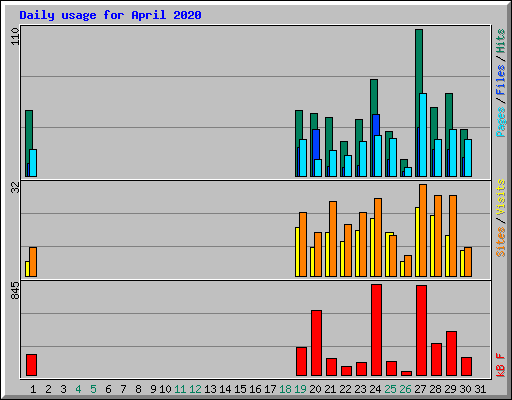 Daily usage for April 2020
110
32
845
Pages / Files / Hits
Sites / Visits
kB F
1 2 3 4 5 6 7 8 9 10 11 12 13 14 15 16 17 18 19 20 21 22 23 24 25 26 27 28 29 30 31